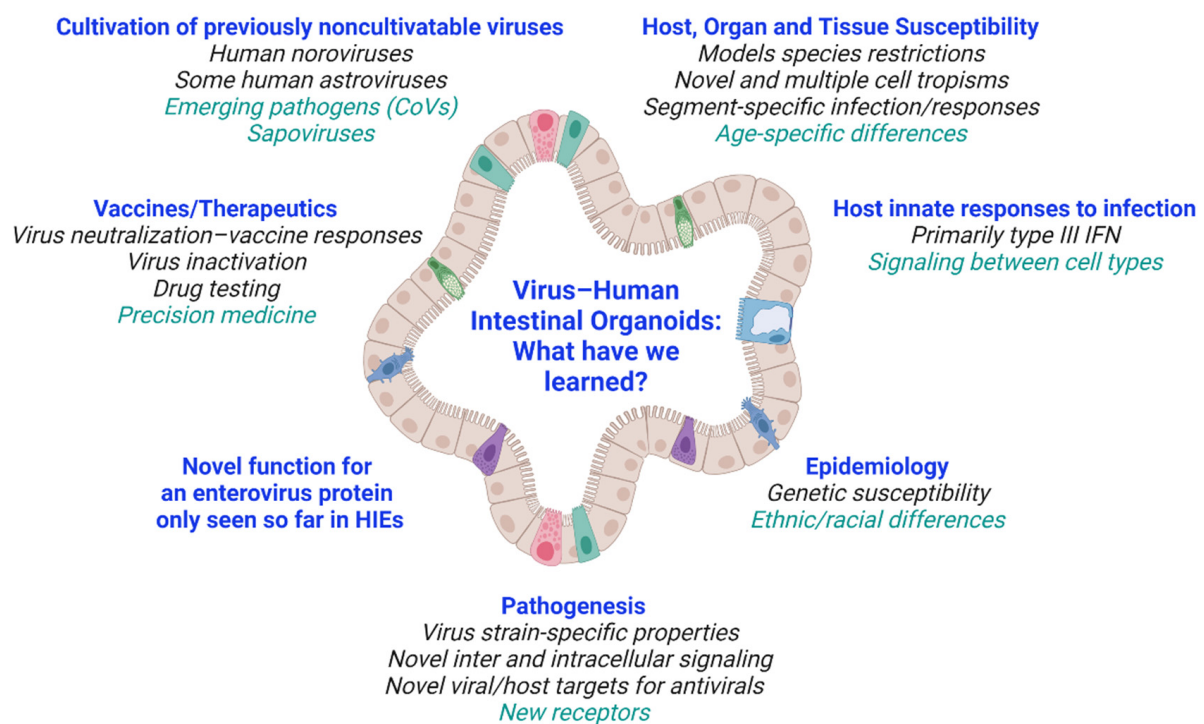 Cultivation of previously noncultivatable viruses
Human noroviruses
Some human astroviruses
Emerging pathogens (CoVs)
Sapoviruses
Host, Organ and Tissue Susceptibility
Models species restrictions
Novel and multiple cell tropisms
Segment-specific infection/responses
Age-specific differences
Vaccines/Therapeutics
Virus neutralization–vaccine responses
Virus inactivation
Drug testing
Precision medicine
Host innate responses to infection
Primarily type III IFN
Signaling between cell types
Virus–Human
Intestinal Organoids:
What have we
learned?
Novel function for
an enterovirus protein
only seen so far in HIEs
Epidemiology
Genetic susceptibility
Ethnic/racial differences
Pathogenesis
Virus strain-specific properties
Novel inter and intracellular signaling
Novel viral/host targets for antivirals
New receptors